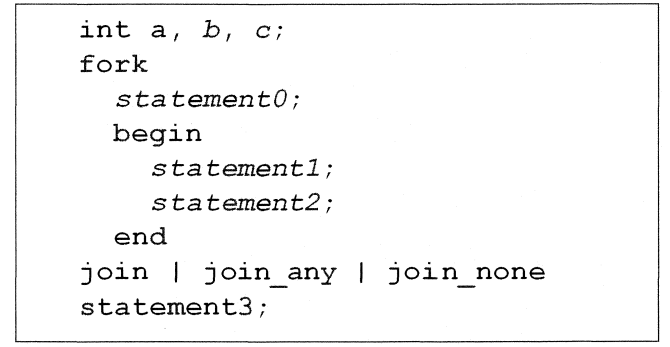 int a, b, c;
fork
statement0;
begin
statement1;
statement2;
end
join | join_any | join_none
statement3;